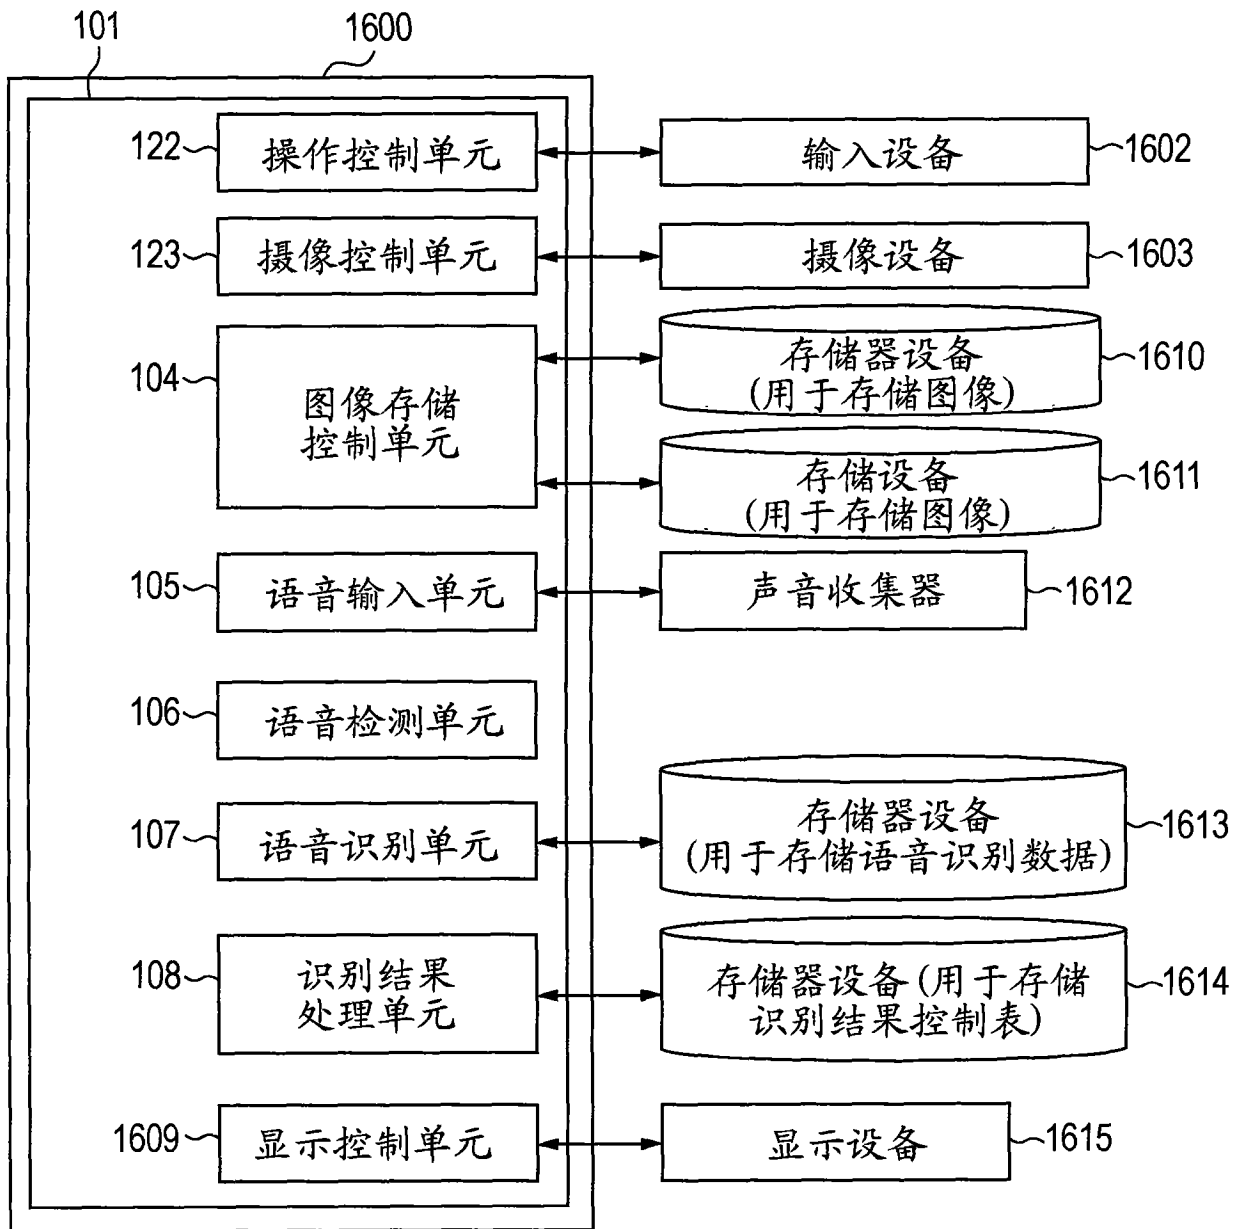 101
1600
122
操作控制单元
输入设备
1602
123
摄像控制单元
摄像设备
1603
104
图像存储
控制单元
存储器设备
(用于存储图像)
1610
存储设备
(用于存储图像)
1611
105
语音输入单元
声音收集器
1612
106
语音检测单元
107
语音识别单元
存储器设备
(用于存储语音识别数据)
1613
108
识别结果
处理单元
存储器设备(用于存储
识别结果控制表)
1614
1609
显示控制单元
显示设备
1615